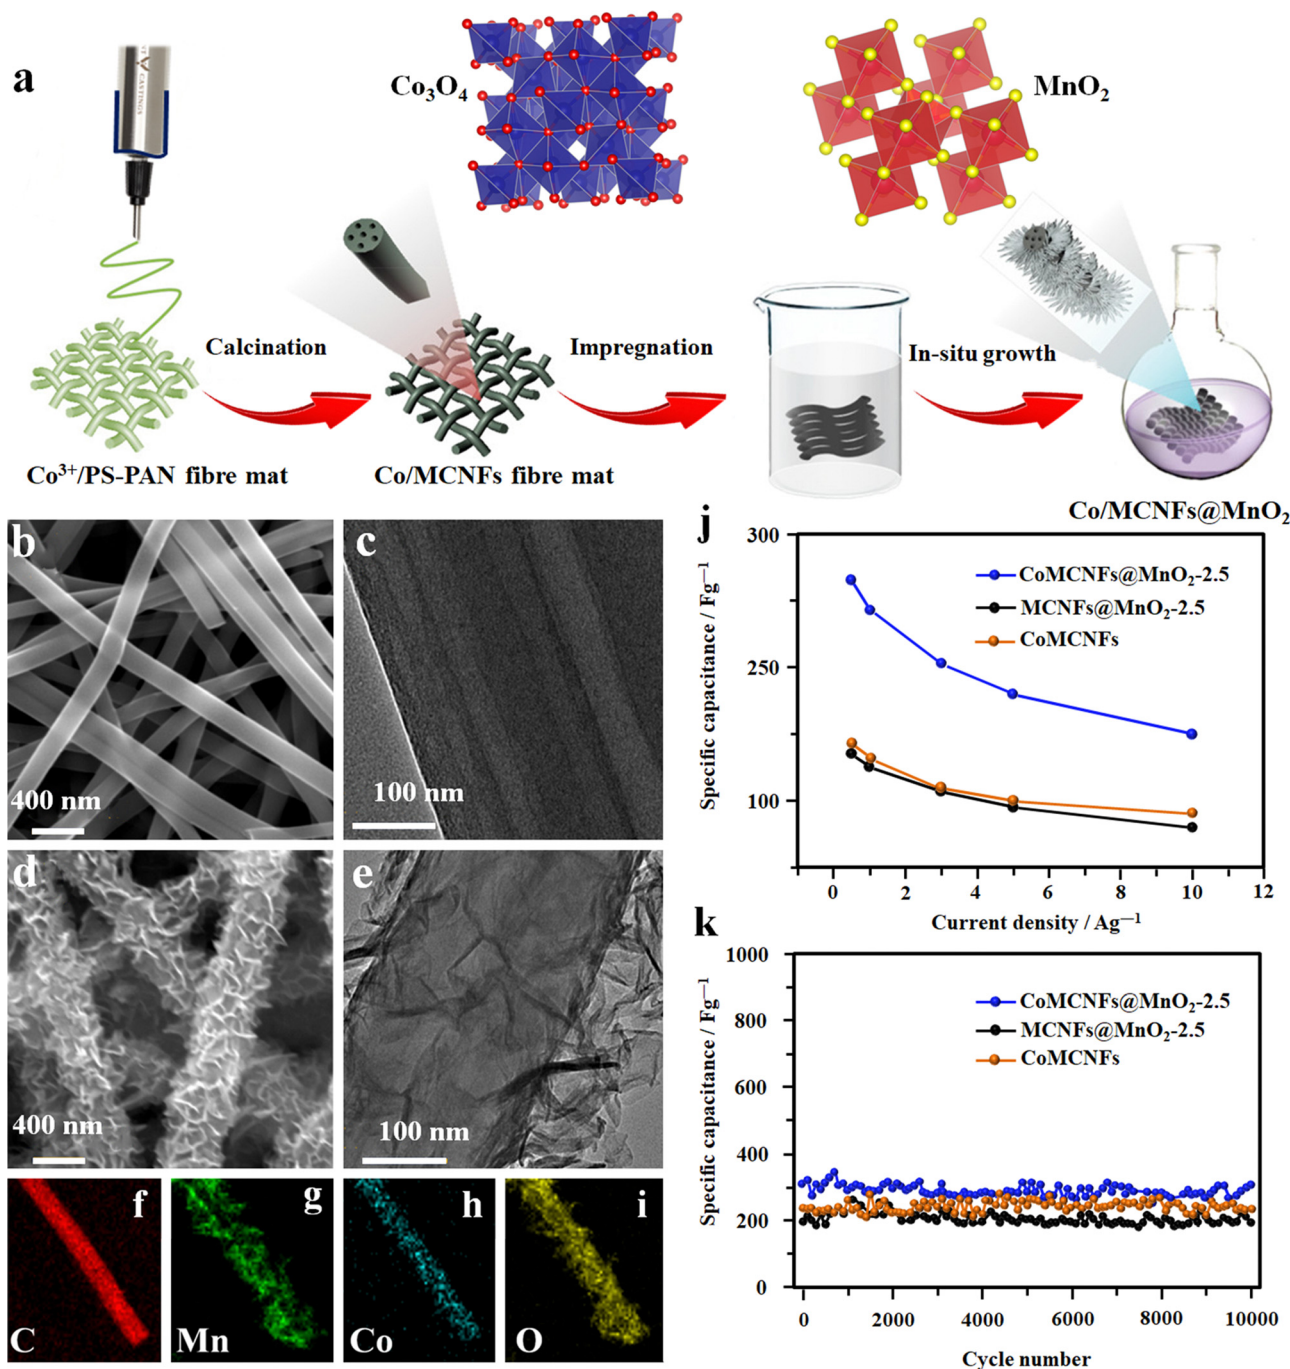 a
CASTINGS
Co3O4
MnO2
Calcination
Impregnation
In-situ growth
Co3+/PS-PAN fibre mat
Co/MCNFs fibre mat
Co/MCNFs@MnO2
b
400 nm
c
100 nm
d
400 nm
e
100 nm
f
C
g
Mn
h
Co
i
O
j
300
250
100
Specific capacitance / Fg—1
CoMCNFs@MnO2-2.5
MCNFs@MnO2-2.5
CoMCNFs
0 2 4 6 8 10 12
Current density / Ag—1
k
1000
800
600
400
200
0
Specific capacitance / Fg—1
CoMCNFs@MnO2-2.5
MCNFs@MnO2-2.5
CoMCNFs
0 2000 4000 6000 8000 10000
Cycle number